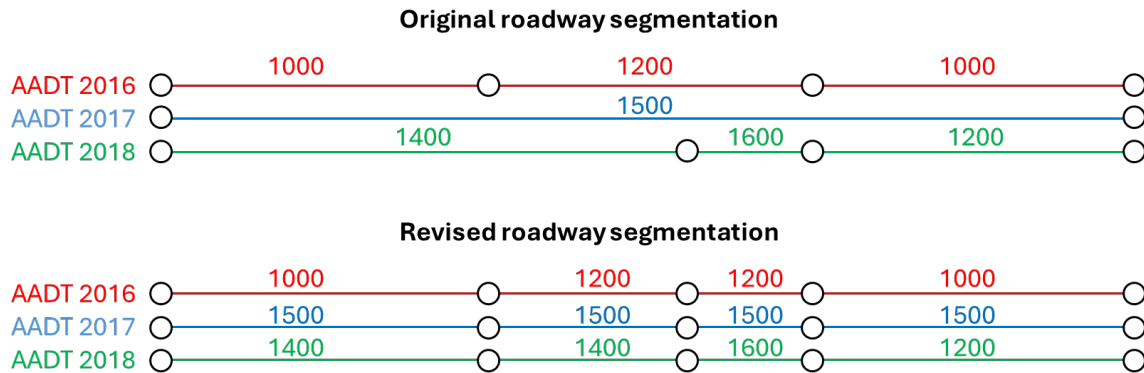 Original roadway segmentation
1000 1200 1000
AADT 2016
1500
AADT 2017
1400 1600 1200
AADT 2018
Revised roadway segmentation
1000 1200 1200 1000
AADT 2016
1500 1500 1500 1500
AADT 2017
1400 1400 1600 1200
AADT 2018